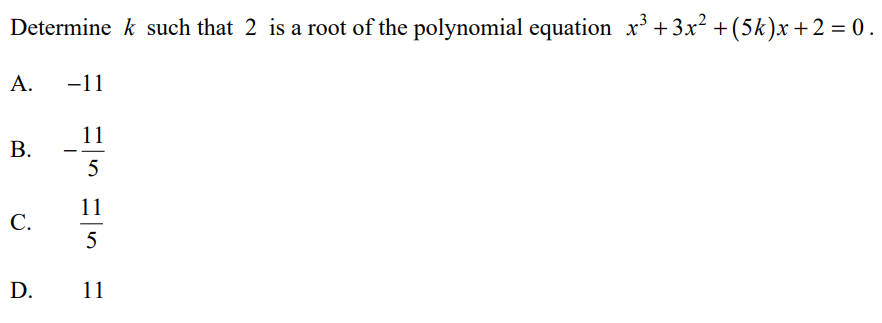 Determine k such that 2 is a root of the polynomial equation x³ + 3x² + (5k)x + 2 = 0.
A. −11
B. −11/5
C. 11/5
D. 11